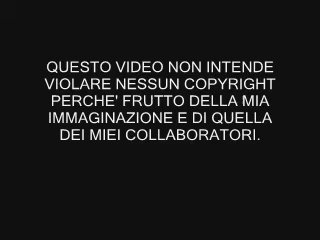 QUESTO VIDEO NON INTENDE
VIOLARE NESSUN COPYRIGHT
PERCHE' FRUTTO DELLA MIA
IMMAGINAZIONE E DI QUELLA
DEI MIEI COLLABORATORI.